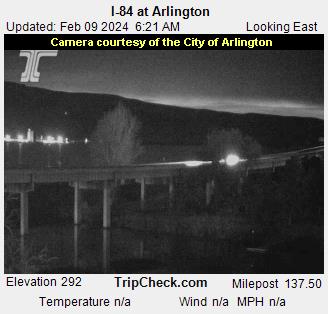 I-84 at Arlington
Updated: Feb 09 2024 6:21 AM Looking East
Camera courtesy of the City of Arlington
Elevation 292 TripCheck.com Milepost 137.50
Temperature n/a Wind n/a MPH n/a